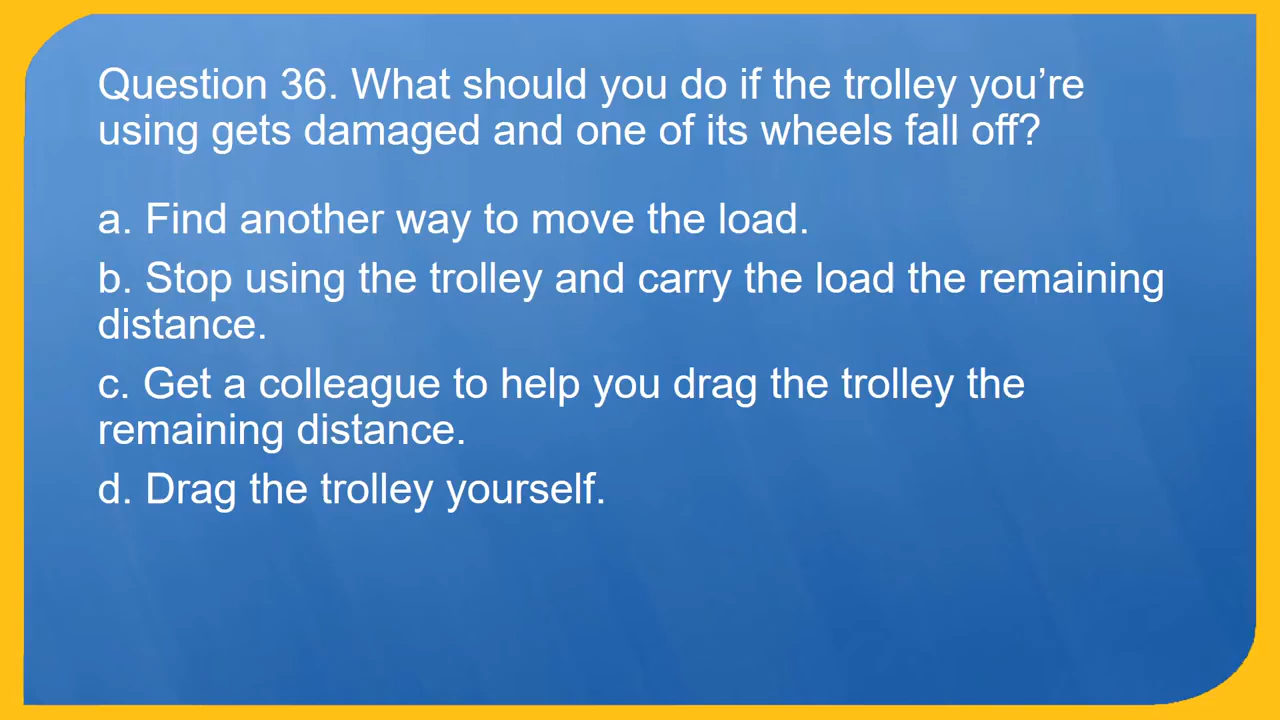 Question 36. What should you do if the trolley you’re
using gets damaged and one of its wheels fall off?
a. Find another way to move the load.
b. Stop using the trolley and carry the load the remaining
distance.
c. Get a colleague to help you drag the trolley the
remaining distance.
d. Drag the trolley yourself.